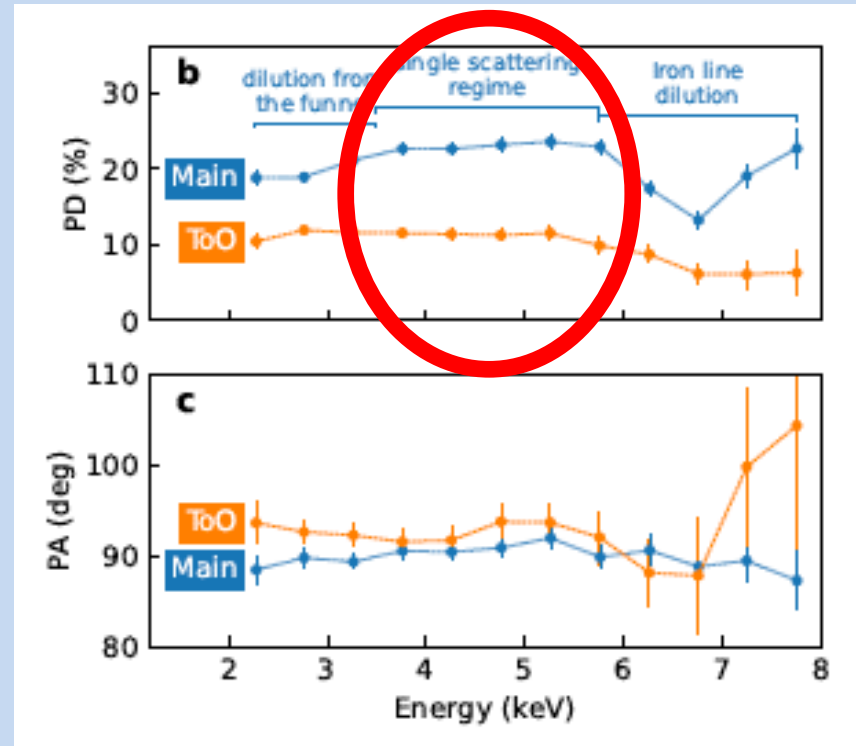 b
dilution from
the funnel
single scattering
regime
Iron line
dilution
PD (%)
30
20
10
0
Main
ToO
c
PA (deg)
110
100
90
80
ToO
Main
2 3 4 5 6 7 8
Energy (keV)